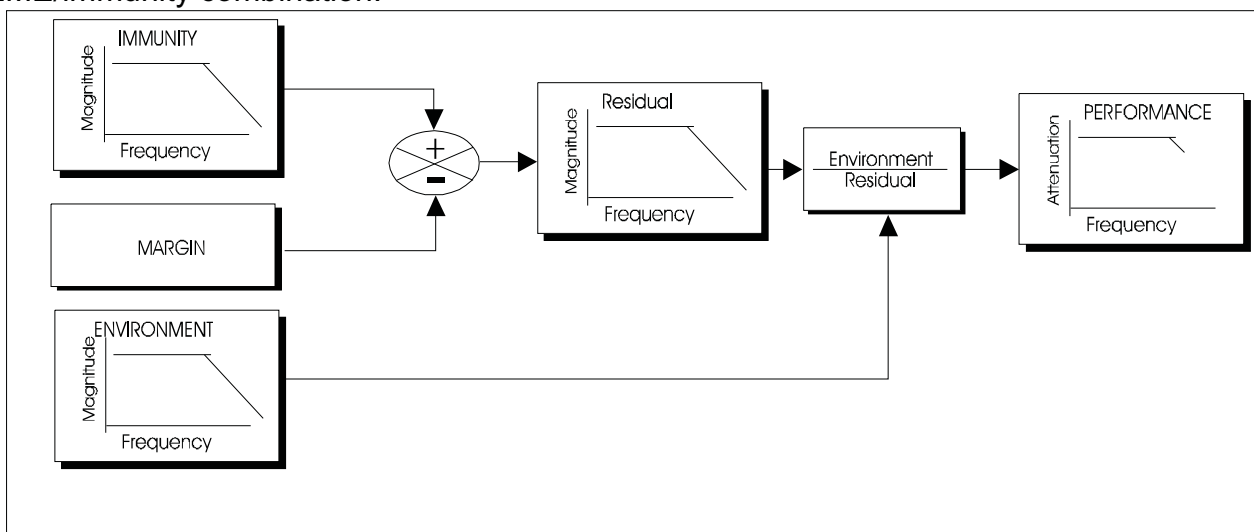 IMMUNITY
Magnitude
Frequency
+
-
MARGIN
ENVIRONMENT
Magnitude
Frequency
Residual
Magnitude
Frequency
Environment
Residual
PERFORMANCE
Attenuation
Frequency